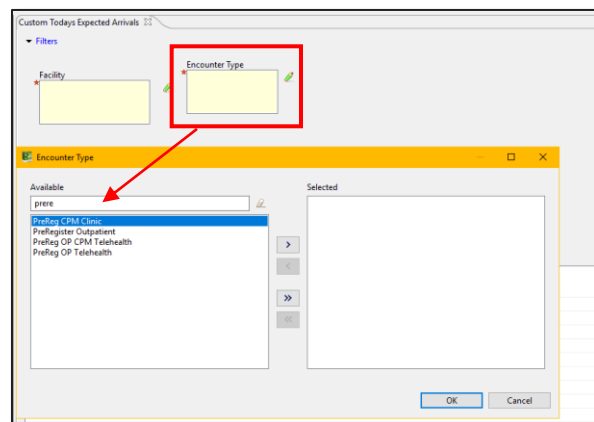 Custom Todays Expected Arrivals
Filters
Facility
Encounter Type
*
*
Encounter Type
Available
Selected
prere
PreReg CPM Clinic
PreRegister Outpatient
PreReg OP CPM Telehealth
PreReg OP Telehealth
>
<
>>
<<
OK
Cancel